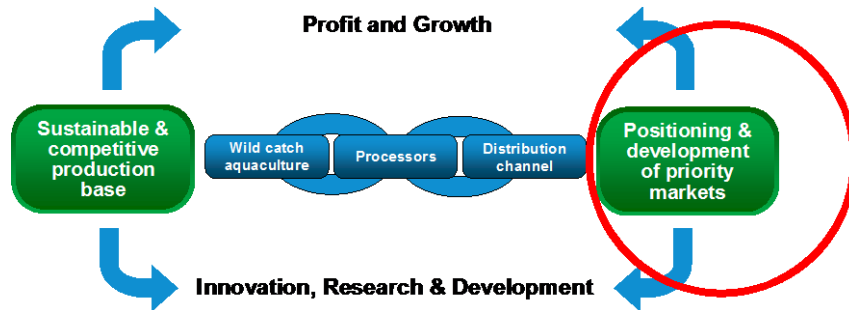 Profit and Growth
Sustainable &
competitive
production
base
Wild catch
aquaculture
Processors
Distribution
channel
Positioning &
development
of priority
markets
Innovation, Research & Development